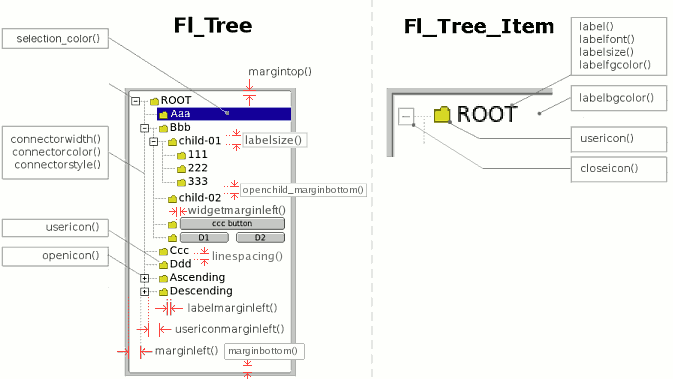 Fl_Tree
selection_color()
margintop()
ROOT
Aaa
Bbb
child-01
labelsize()
111
222
333
openchild_marginbottom()
child-02
widgetmarginleft()
ccc button
D1
D2
connectorwidth()
connectorcolor()
connectorstyle()
usericon()
openicon()
Ccc
linespacing()
Ddd
Ascending
Descending
labelmarginleft()
usericonmarginleft()
marginleft()
marginbottom()
Fl_Tree_Item
label()
labelfont()
labelsize()
labelfgcolor()
labelbgcolor()
ROOT
usericon()
closeicon()